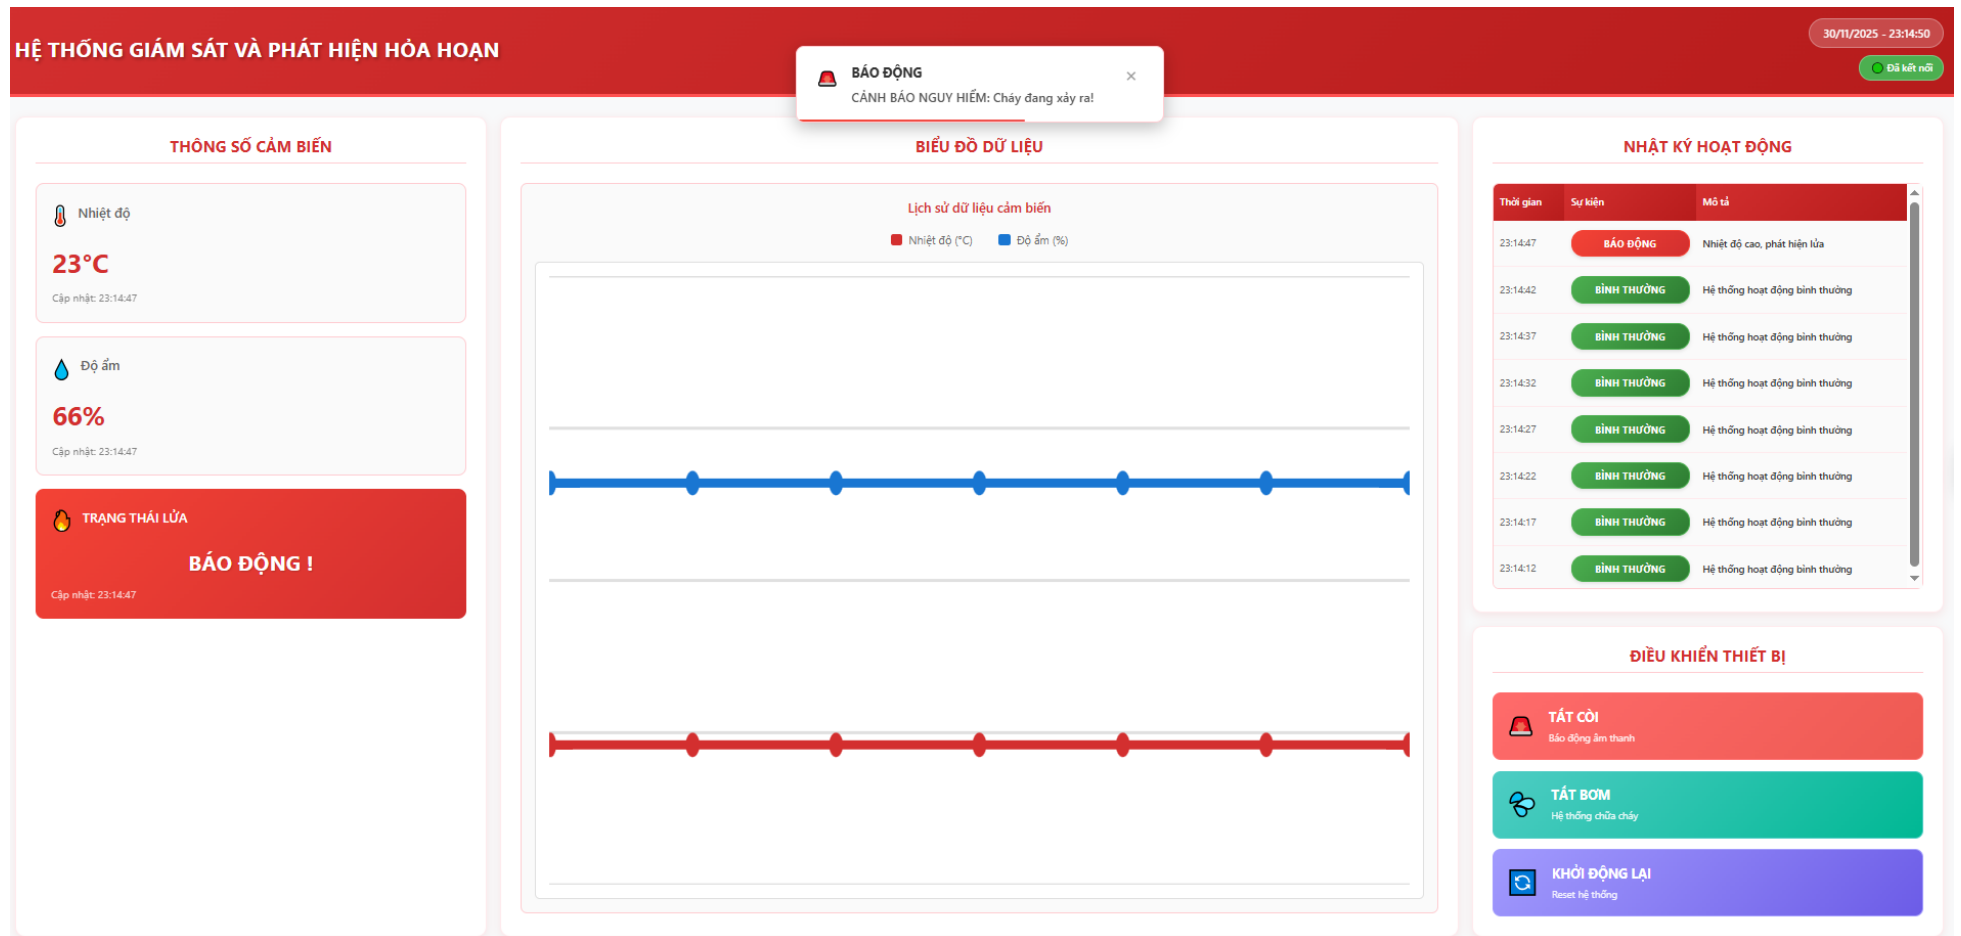 HỆ THỐNG GIÁM SÁT VÀ PHÁT HIỆN HỎA HOẠN
30/11/2025 - 23:14:50
Đã kết nối
BÁO ĐỘNG
CẢNH BÁO NGUY HIỂM: Cháy đang xảy ra!
THÔNG SỐ CẢM BIẾN
Nhiệt độ
23°C
Cập nhật: 23:14:47
Độ ẩm
66%
Cập nhật: 23:14:47
TRẠNG THÁI LỬA
BÁO ĐỘNG !
Cập nhật: 23:14:47
BIỂU ĐỒ DỮ LIỆU
Lịch sử dữ liệu cảm biến
Nhiệt độ (°C) Độ ẩm (%)
NHẬT KÝ HOẠT ĐỘNG
Thời gian Sự kiện Mô tả
23:14:47 BÁO ĐỘNG Nhiệt độ cao, phát hiện lửa
23:14:42 BÌNH THƯỜNG Hệ thống hoạt động bình thường
23:14:37 BÌNH THƯỜNG Hệ thống hoạt động bình thường
23:14:32 BÌNH THƯỜNG Hệ thống hoạt động bình thường
23:14:27 BÌNH THƯỜNG Hệ thống hoạt động bình thường
23:14:22 BÌNH THƯỜNG Hệ thống hoạt động bình thường
23:14:17 BÌNH THƯỜNG Hệ thống hoạt động bình thường
23:14:12 BÌNH THƯỜNG Hệ thống hoạt động bình thường
ĐIỀU KHIỂN THIẾT BỊ
TẮT CÒI
Báo động âm thanh
TẮT BƠM
Hệ thống chữa cháy
KHỞI ĐỘNG LẠI
Reset hệ thống